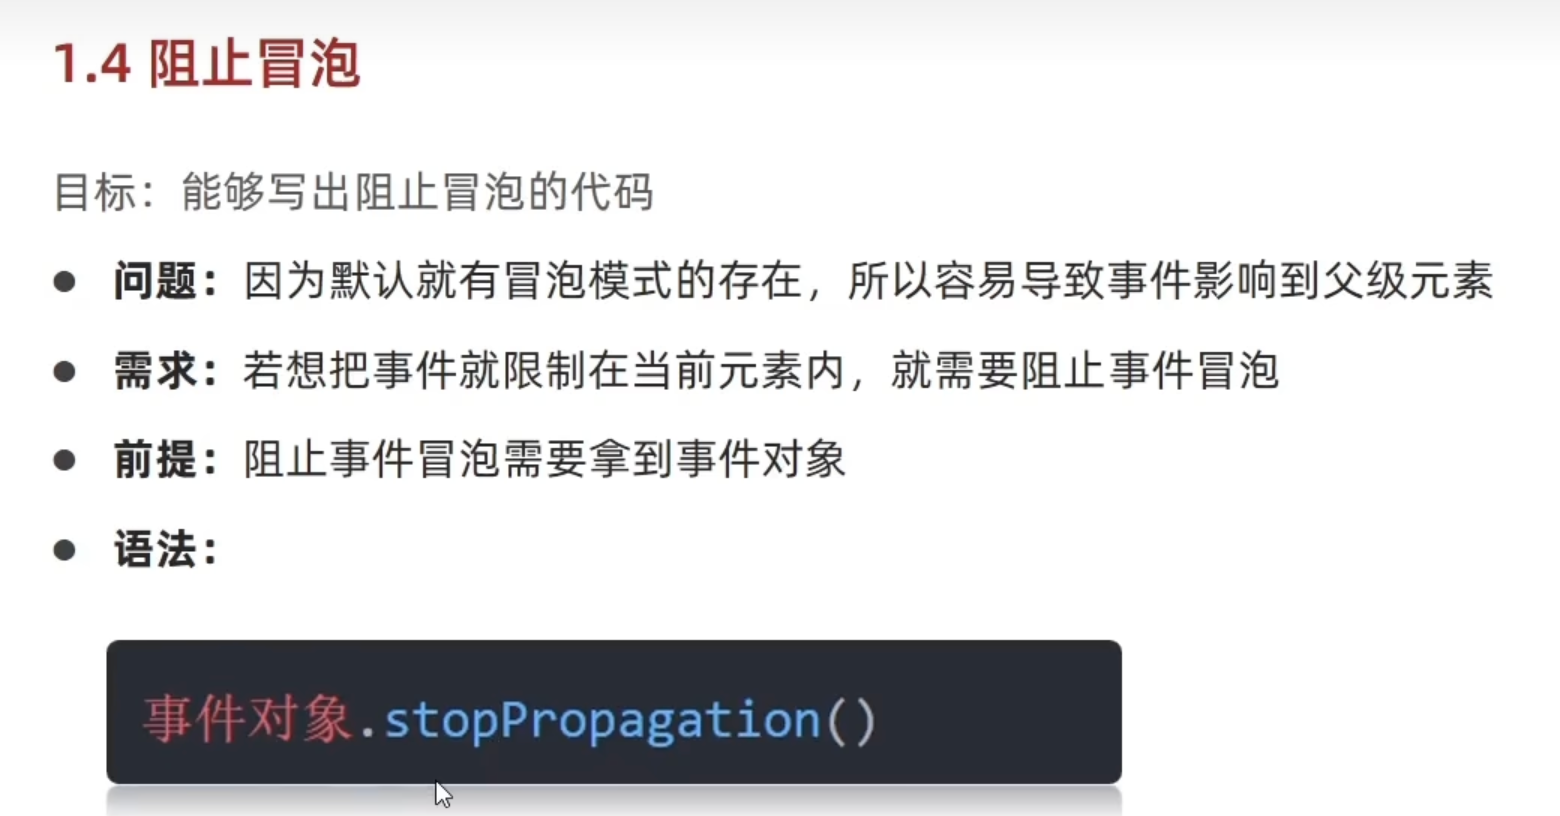 1.4 阻止冒泡
目标：能够写出阻止冒泡的代码
● 问题：因为默认就有冒泡模式的存在，所以容易导致事件影响到父级元素
● 需求：若想把事件就限制在当前元素内，就需要阻止事件冒泡
● 前提：阻止事件冒泡需要拿到事件对象
● 语法：
事件对象.stopPropagation()